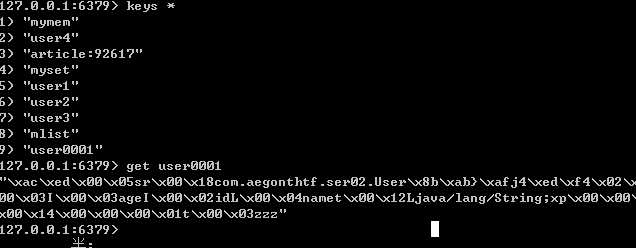 127.0.0.1:6379> keys *
1) "mymem"
2) "user4"
3) "article:92617"
4) "myset"
5) "user1"
6) "user2"
7) "user3"
8) "mlist"
9) "user0001"
127.0.0.1:6379> get user0001
"\xac\xed\x00\x05sr\x00\x18com.aegonthtf.ser02.User\x8b\xab}\xafj4\xed\xf4\x02\x
00\x03I\x00\x03ageI\x00\x02idL\x00\x04namet\x00\x12Ljava/lang/String;xp\x00\x00\
x00\x14\x00\x00\x00\x01t\x00\x03zzz"
127.0.0.1:6379>
半: